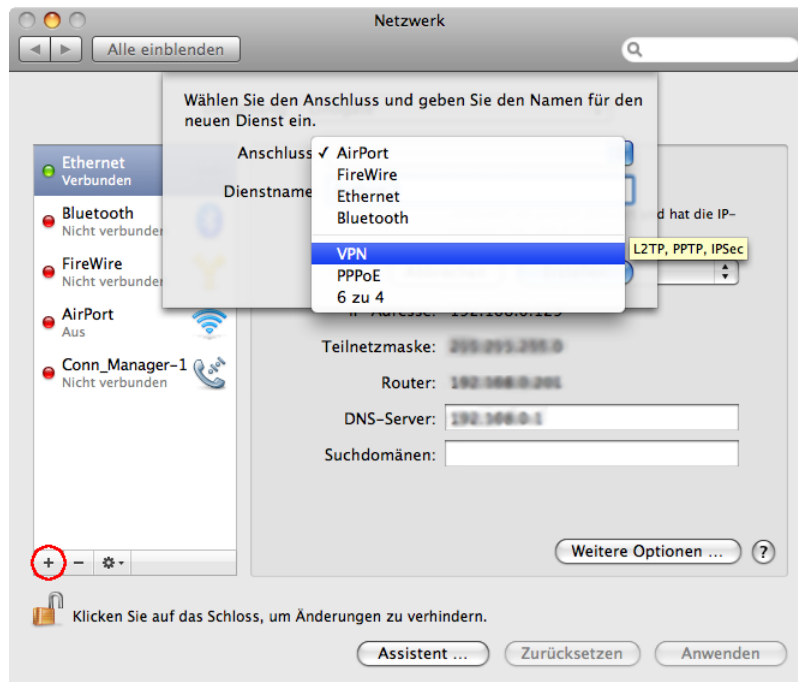 Netzwerk
Alle einblenden
Wählen Sie den Anschluss und geben Sie den Namen für den
neuen Dienst ein.
Anschluss ✓ AirPort
FireWire
Ethernet
Bluetooth
VPN
PPPoE
6 zu 4
Dienstname
L2TP, PPTP, IPSec
Ethernet
Verbunden
Bluetooth
Nicht verbunden
FireWire
Nicht verbunden
AirPort
Aus
Conn_Manager-1
Nicht verbunden
d hat die IP-
Teilnetzmaske:
Router:
DNS-Server:
Suchdomänen:
Weitere Optionen ... ?
+ −
Klicken Sie auf das Schloss, um Änderungen zu verhindern.
Assistent ... Zurücksetzen Anwenden